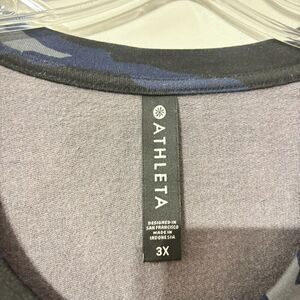 ATHLETA
DESIGNED IN
SAN FRANCISCO
MADE IN
INDONESIA
3X